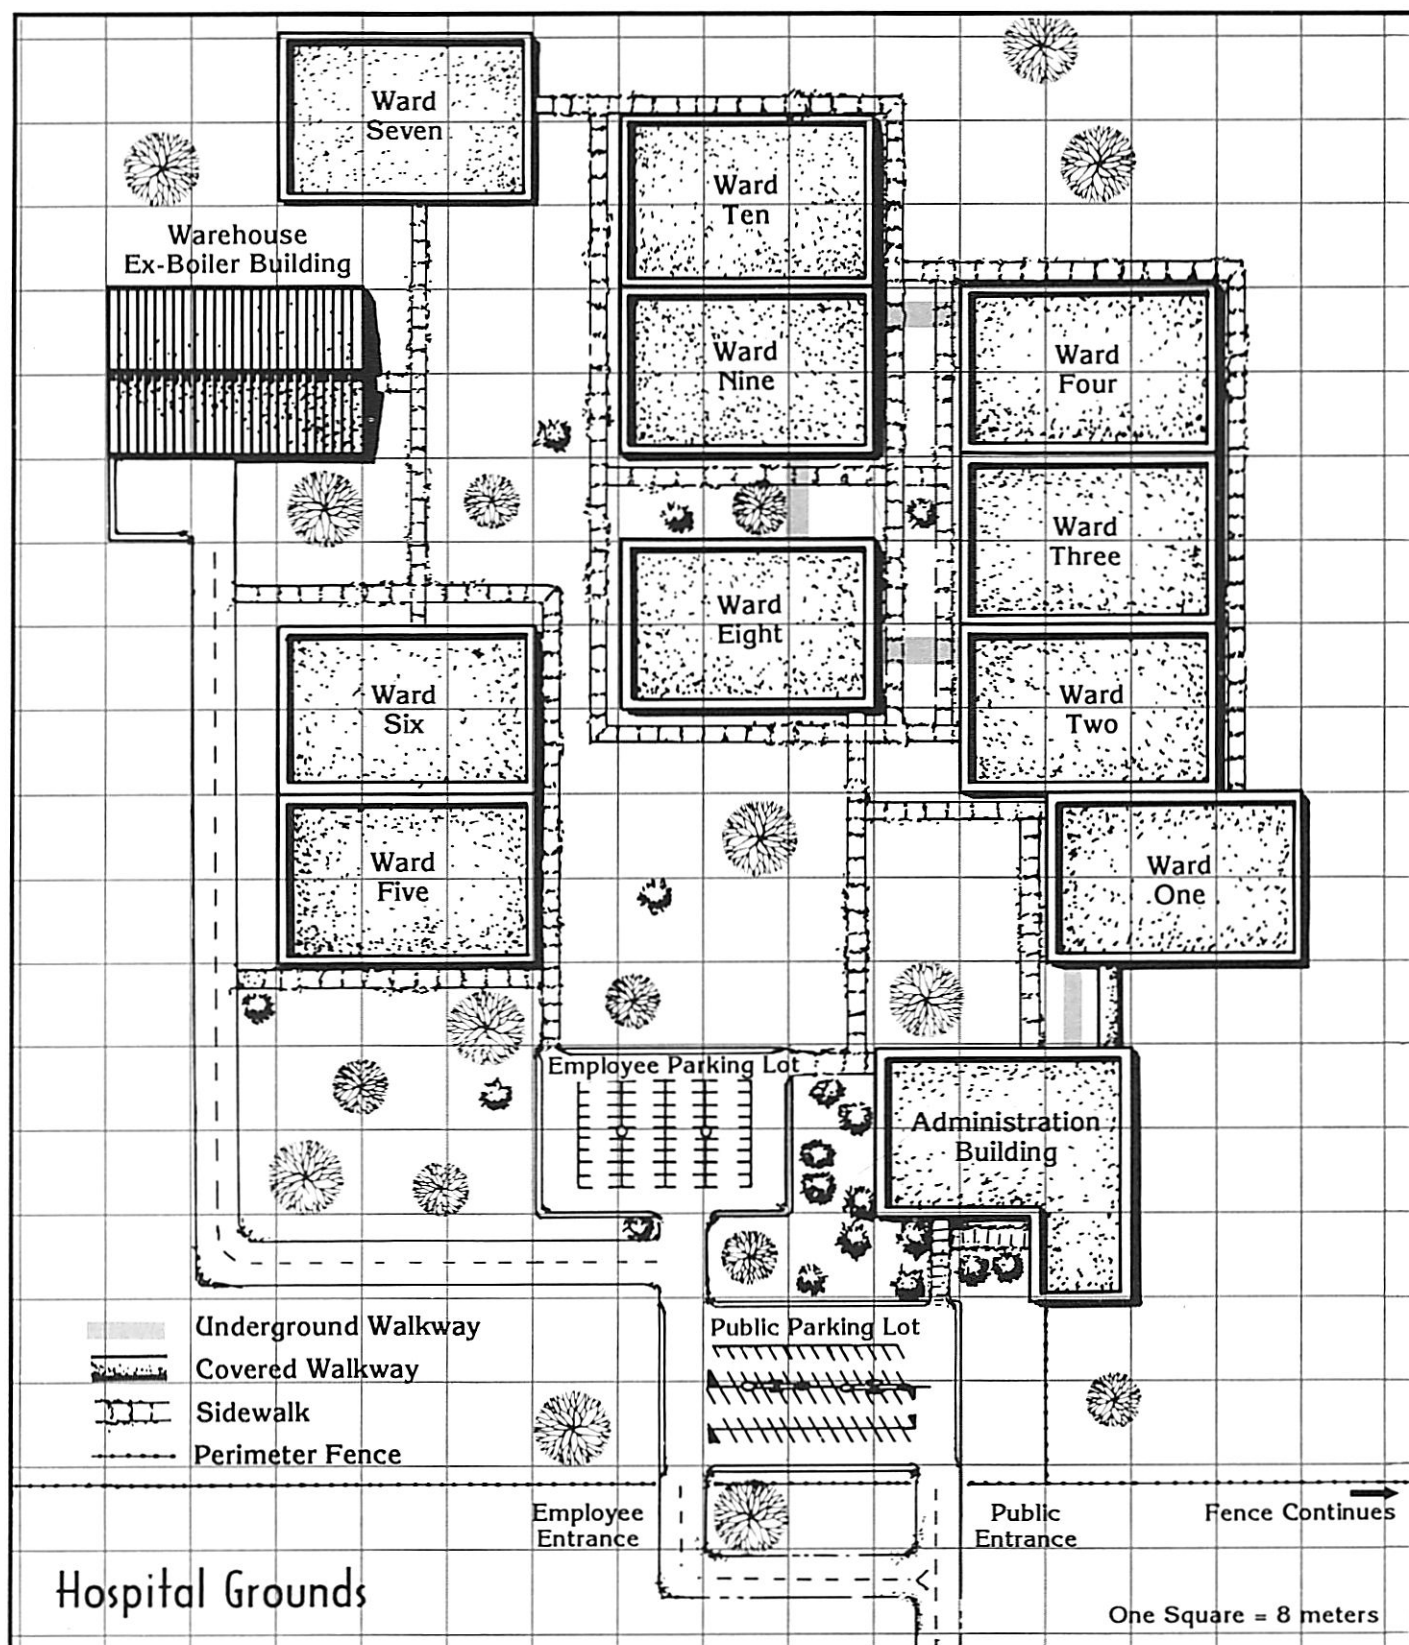 Ward
Seven
Ward
Ten
Warehouse
Ex-Boiler Building
Ward
Nine
Ward
Four
Ward
Three
Ward
Eight
Ward
Six
Ward
Two
Ward
Five
Ward
One
Employee Parking Lot
Administration
Building
Public Parking Lot
Underground Walkway
Covered Walkway
Sidewalk
Perimeter Fence
Employee
Entrance
Public
Entrance
Fence Continues
Hospital Grounds
One Square = 8 meters